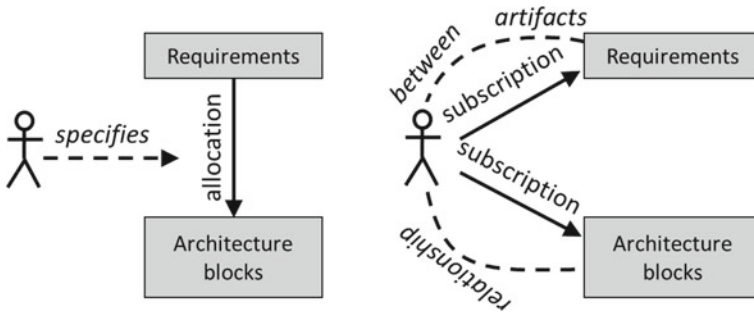 Requirements
specifies
allocation
Architecture
blocks
artifacts
between
Requirements
subscription
subscription
relationship
Architecture
blocks